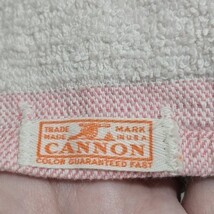 TRADE MARK
MADE IN U.S.A
CANNON
COLOR GUARANTEED FAST